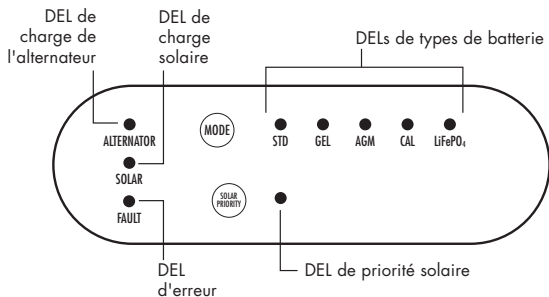 DEL de
charge de
l'alternateur
DEL de
charge
solaire
DELs de types de batterie
ALTERNATOR
MODE
STD
GEL
AGM
CAL
LiFePO₄
SOLAR
SOLAR
PRIORITY
FAULT
DEL
d'erreur
DEL de priorité solaire